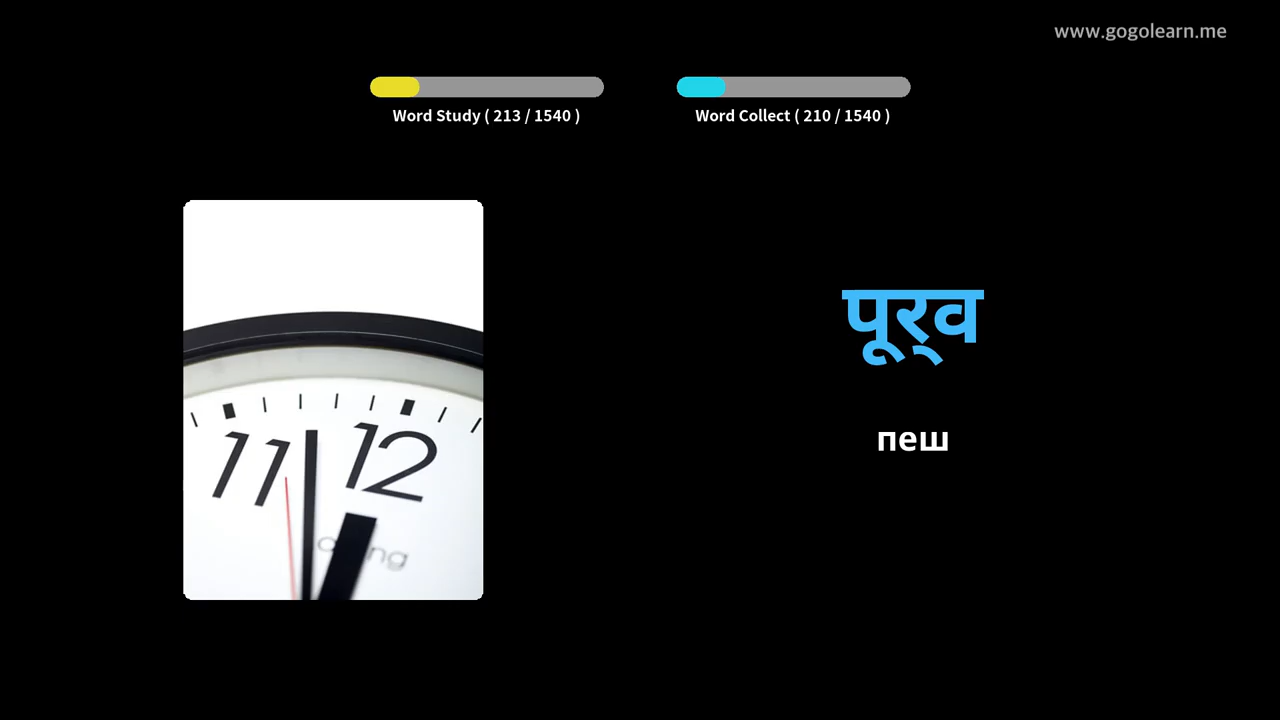 www.gogolearn.me
Word Study ( 213 / 1540 )
Word Collect ( 210 / 1540 )
11 12
पूर्व
пеш